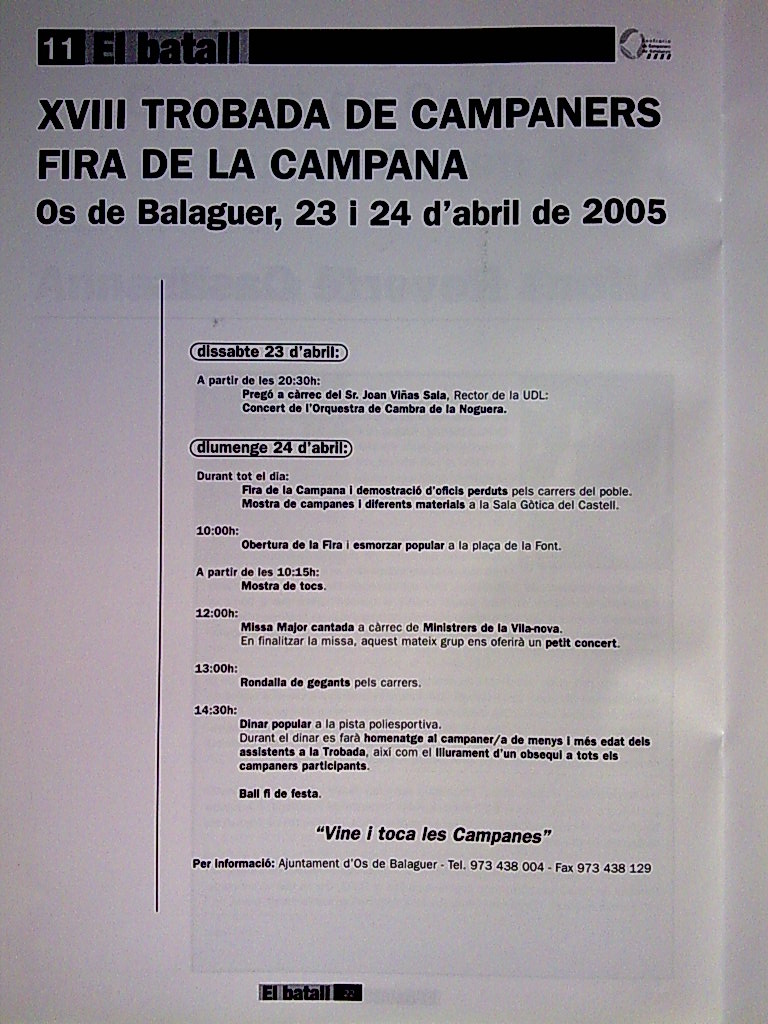 11 El batall
Confraria
de Campaners
de Catalunya
XVIII TROBADA DE CAMPANERS
FIRA DE LA CAMPANA
Os de Balaguer, 23 i 24 d'abril de 2005
dissabte 23 d'abril:
A partir de les 20:30h:
Pregó a càrrec del Sr. Joan Viñas Sala, Rector de la UDL:
Concert de l'Orquestra de Cambra de la Noguera.
diumenge 24 d'abril:
Durant tot el dia:
Fira de la Campana i demostració d'oficis perduts pels carrers del poble.
Mostra de campanes i diferents materials a la Sala Gòtica del Castell.
10:00h:
Obertura de la Fira i esmorzar popular a la plaça de la Font.
A partir de les 10:15h:
Mostra de tocs.
12:00h:
Missa Major cantada a càrrec de Ministrers de la Vila-nova.
En finalitzar la missa, aquest mateix grup ens oferirà un petit concert.
13:00h:
Rondalla de gegants pels carrers.
14:30h:
Dinar popular a la pista poliesportiva.
Durant el dinar es farà homenatge al campaner/a de menys i més edat dels
assistents a la Trobada, així com el lliurament d'un obsequi a tots els
campaners participants.
Ball fi de festa.
"Vine i toca les Campanes"
Per informació: Ajuntament d'Os de Balaguer - Tel. 973 438 004 - Fax 973 438 129
El batall